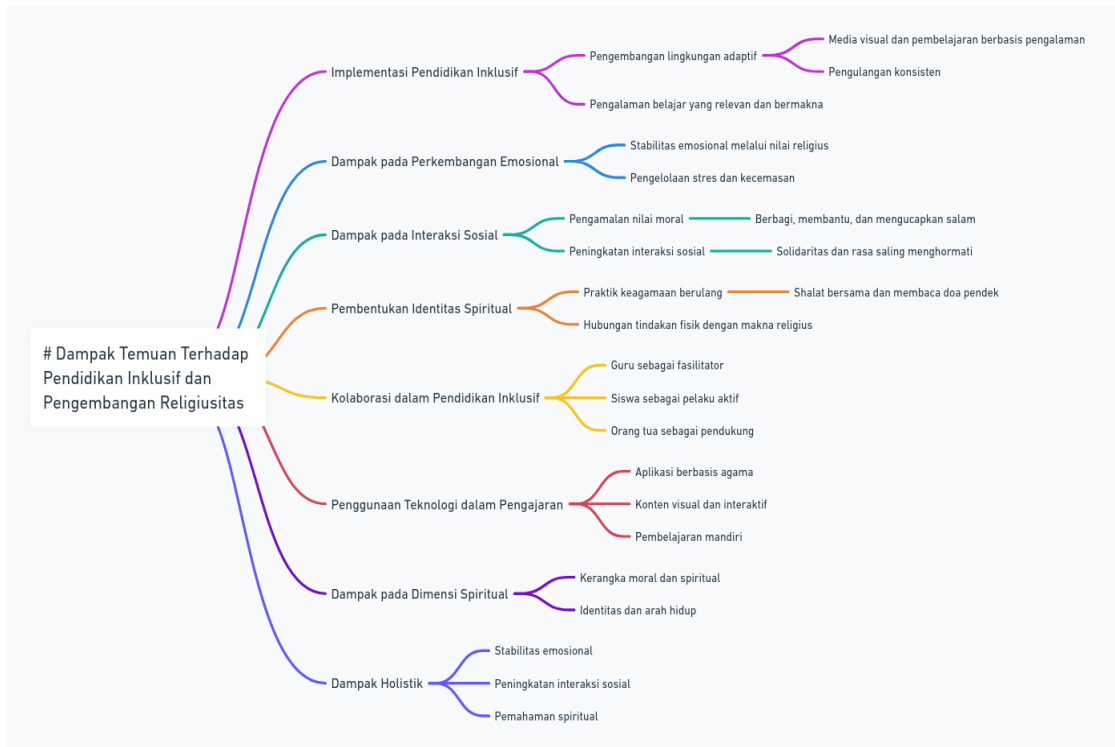 # Dampak Temuan Terhadap
Pendidikan Inklusif dan
Pengembangan Religiusitas
Implementasi Pendidikan Inklusif
Pengembangan lingkungan adaptif
Media visual dan pembelajaran berbasis pengalaman
Pengulangan konsisten
Pengalaman belajar yang relevan dan bermakna
Dampak pada Perkembangan Emosional
Stabilitas emosional melalui nilai religius
Pengelolaan stres dan kecemasan
Dampak pada Interaksi Sosial
Pengamalan nilai moral
Berbagi, membantu, dan mengucapkan salam
Peningkatan interaksi sosial
Solidaritas dan rasa saling menghormati
Pembentukan Identitas Spiritual
Praktik keagamaan berulang
Shalat bersama dan membaca doa pendek
Hubungan tindakan fisik dengan makna religius
Kolaborasi dalam Pendidikan Inklusif
Guru sebagai fasilitator
Siswa sebagai pelaku aktif
Orang tua sebagai pendukung
Penggunaan Teknologi dalam Pengajaran
Aplikasi berbasis agama
Konten visual dan interaktif
Pembelajaran mandiri
Dampak pada Dimensi Spiritual
Kerangka moral dan spiritual
Identitas dan arah hidup
Dampak Holistik
Stabilitas emosional
Peningkatan interaksi sosial
Pemahaman spiritual